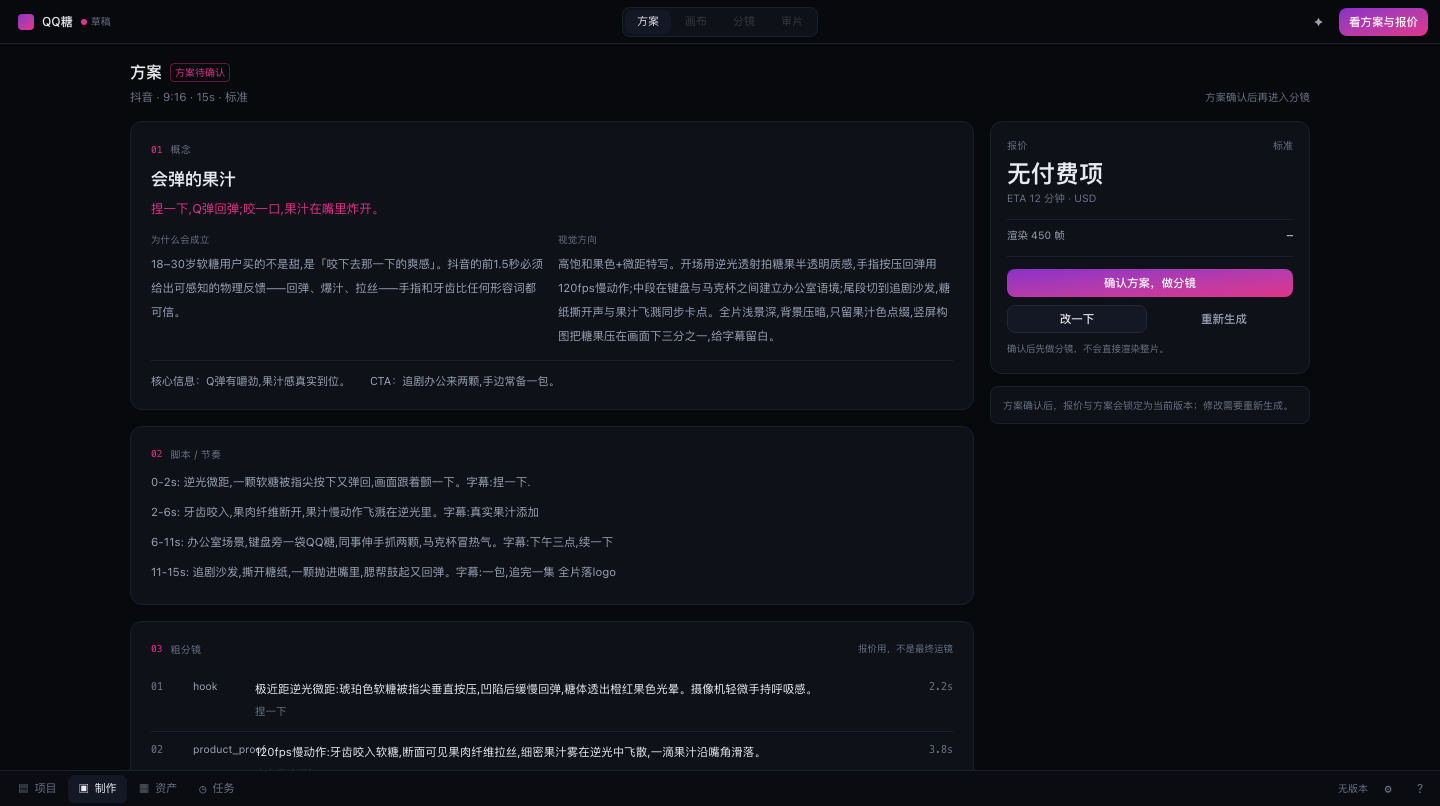 QQ糖 草稿
方案 画布 分镜 审片
看方案与报价
方案 方案待确认
抖音 · 9:16 · 15s · 标准
方案确认后再进入分镜
01 概念
会弹的果汁
捏一下,Q弹回弹;咬一口,果汁在嘴里炸开。
为什么会成立
18–30岁软糖用户买的不是甜,是「咬下去那一下的爽感」。抖音的前1.5秒必须
给出可感知的物理反馈——回弹、爆汁、拉丝——手指和牙齿比任何形容词都
可信。
视觉方向
高饱和果色+微距特写。开场用逆光透射拍糖果半透明质感,手指按压回弹用
120fps慢动作;中段在键盘与马克杯之间建立办公室语境;尾段切到追剧沙发,糖
纸撕开声与果汁飞溅同步卡点。全片浅景深,背景压暗,只留果汁色点缀,竖屏构
图把糖果压在画面下三分之一,给字幕留白。
核心信息：Q弹有嚼劲,果汁感真实到位。 CTA：追剧办公来两颗,手边常备一包。
报价 标准
无付费项
ETA 12 分钟 · USD
渲染 450 帧 –
确认方案，做分镜
改一下 重新生成
确认后先做分镜，不会直接渲染整片。
方案确认后，报价与方案会锁定为当前版本；修改需要重新生成。
02 脚本 / 节奏
0-2s: 逆光微距,一颗软糖被指尖按下又弹回,画面跟着颤一下。字幕:捏一下.
2-6s: 牙齿咬入,果肉纤维断开,果汁慢动作飞溅在逆光里。字幕:真实果汁添加
6-11s: 办公室场景,键盘旁一袋QQ糖,同事伸手抓两颗,马克杯冒热气。字幕:下午三点,续一下
11-15s: 追剧沙发,撕开糖纸,一颗抛进嘴里,腮帮鼓起又回弹。字幕:一包,追完一集 全片落logo
03 粗分镜
报价用，不是最终运镜
01 hook 极近距逆光微距:琥珀色软糖被指尖垂直按压,凹陷后缓慢回弹,糖体透出橙红果色光晕。摄像机轻微手持呼吸感。 2.2s
捏一下
02 product_proof 120fps慢动作:牙齿咬入软糖,断面可见果肉纤维拉丝,细密果汁雾在逆光中飞散,一滴果汁沿嘴角滑落。 3.8s
项目 制作 资产 任务
无版本 ?